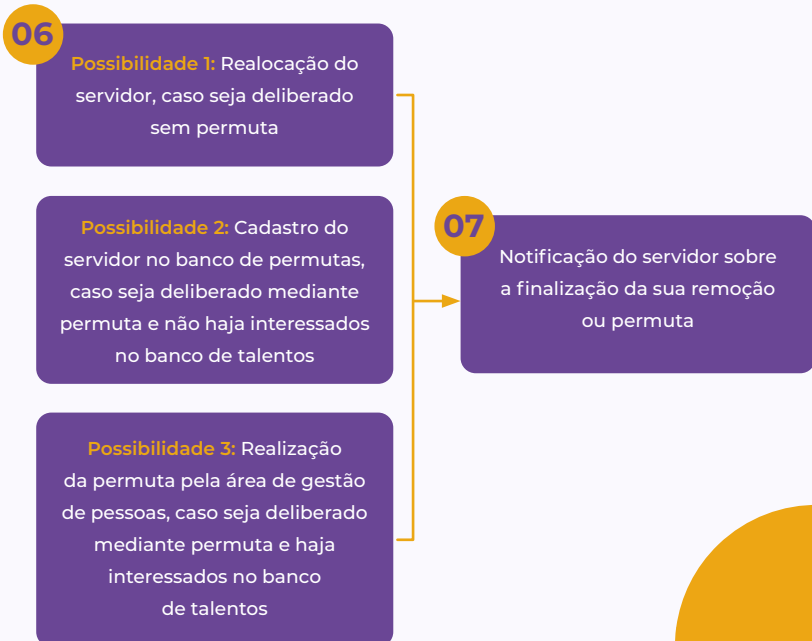 06
Possibilidade 1: Realocação do
servidor, caso seja deliberado
sem permuta
Possibilidade 2: Cadastro do
servidor no banco de permutas,
caso seja deliberado mediante
permuta e não haja interessados
no banco de talentos
Possibilidade 3: Realização
da permuta pela área de gestão
de pessoas, caso seja deliberado
mediante permuta e haja
interessados no banco
de talentos
07
Notificação do servidor sobre
a finalização da sua remoção
ou permuta